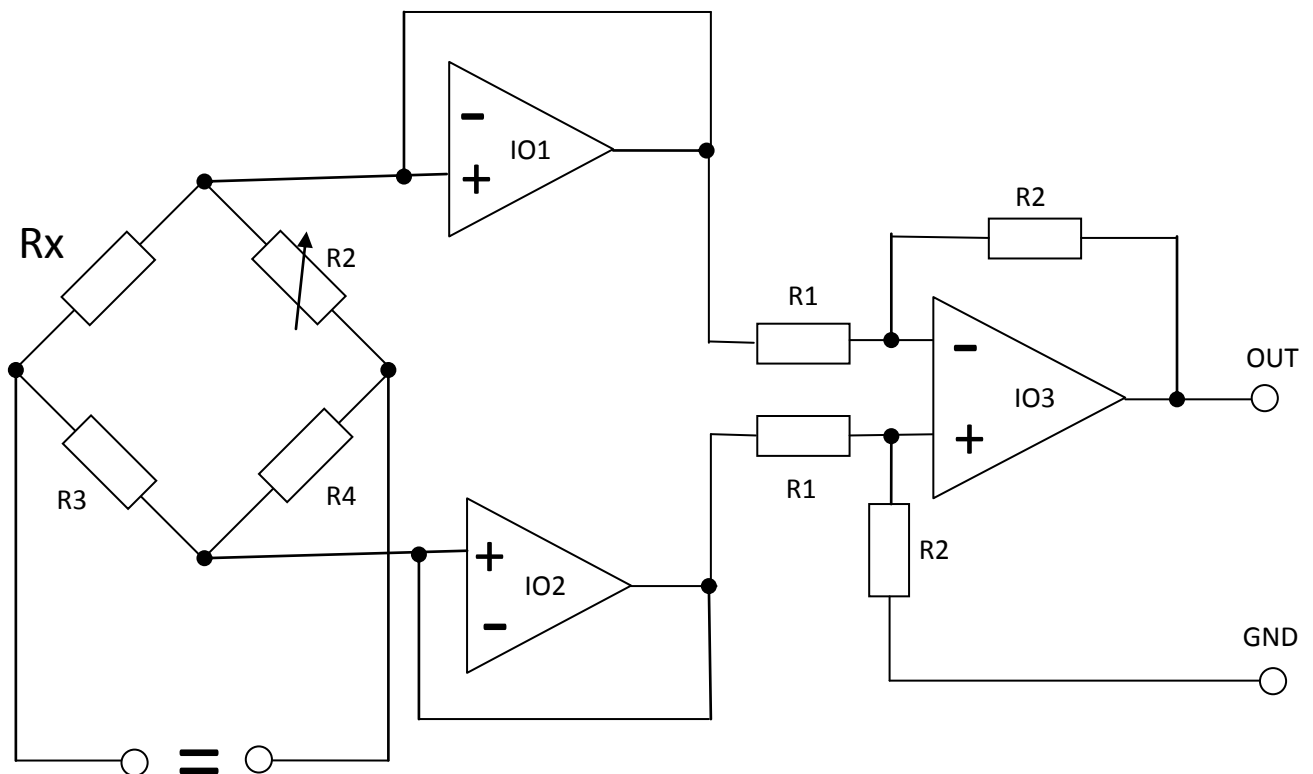 -
IO1
+
R2
Rx
R2
R1
-
OUT
IO3
+
R3
R4
R1
+
R2
IO2
-
GND
=